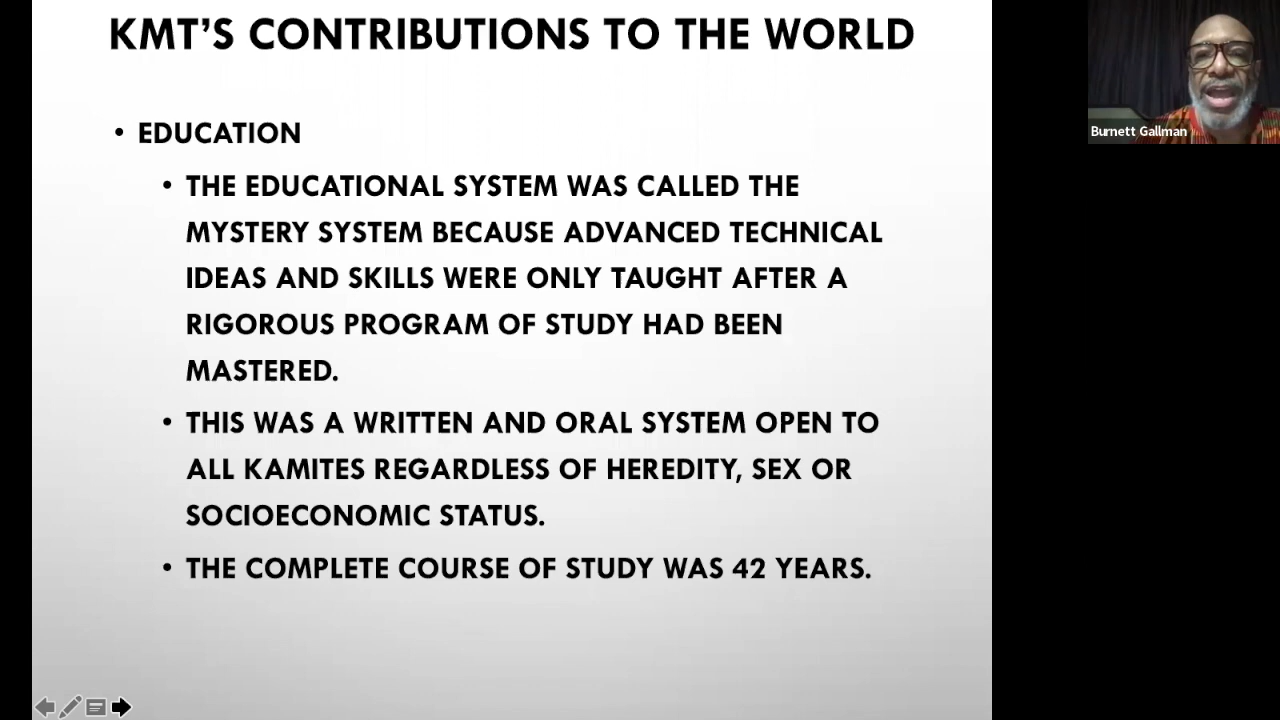 KMT'S CONTRIBUTIONS TO THE WORLD
• EDUCATION
• THE EDUCATIONAL SYSTEM WAS CALLED THE
MYSTERY SYSTEM BECAUSE ADVANCED TECHNICAL
IDEAS AND SKILLS WERE ONLY TAUGHT AFTER A
RIGOROUS PROGRAM OF STUDY HAD BEEN
MASTERED.
• THIS WAS A WRITTEN AND ORAL SYSTEM OPEN TO
ALL KAMITES REGARDLESS OF HEREDITY, SEX OR
SOCIOECONOMIC STATUS.
• THE COMPLETE COURSE OF STUDY WAS 42 YEARS.
Burnett Gallman